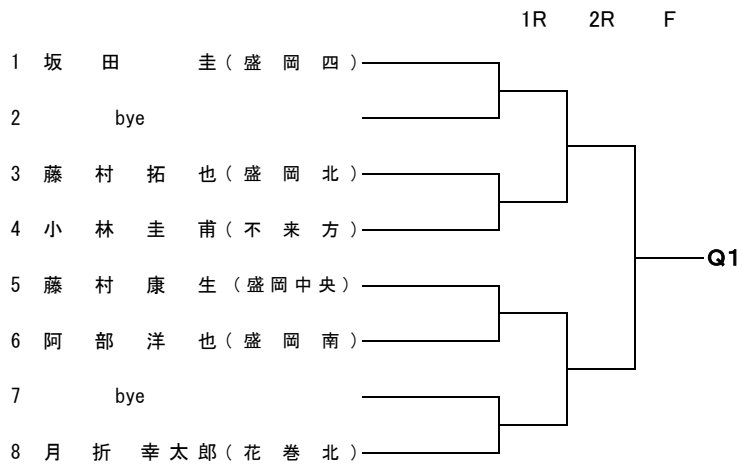 1R 2R F
1 坂田 圭(盛岡四)
2 bye
3 藤村拓也(盛岡北)
4 小林圭甫(不来方)
Q1
5 藤村康生(盛岡中央)
6 阿部洋也(盛岡南)
7 bye
8 月折幸太郎(花巻北)